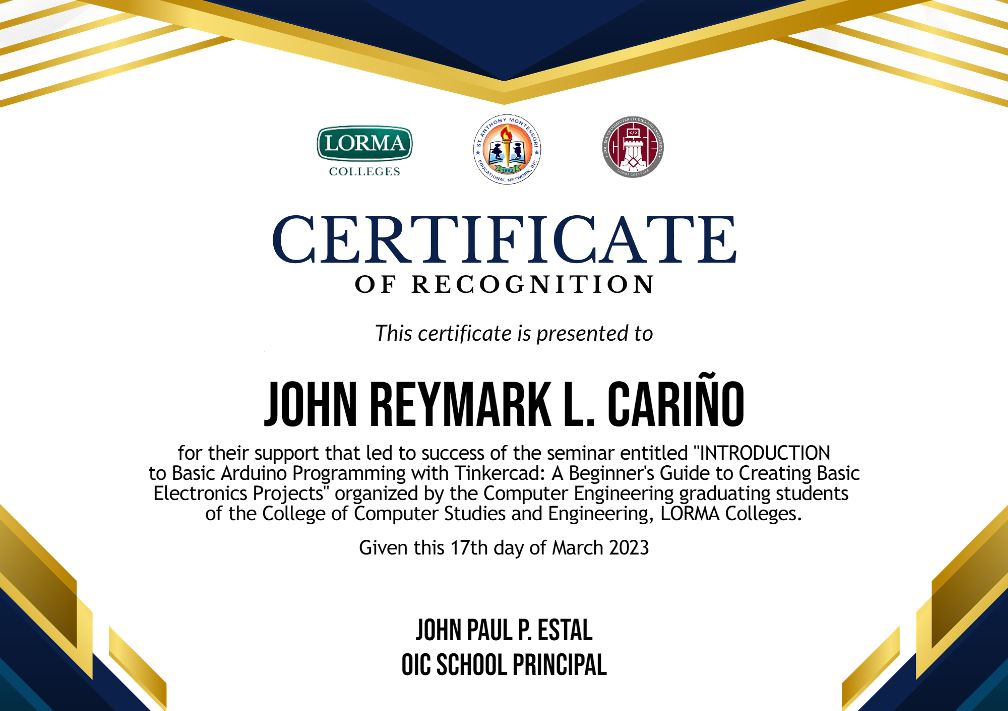 LORMA
COLLEGES
ST. ANTHONY MONTESSORI
EDUCATIONAL NETWORK, INC.
CERTIFICATE
OF RECOGNITION
This certificate is presented to
JOHN REYMARK L. CARIÑO
for their support that led to success of the seminar entitled "INTRODUCTION
to Basic Arduino Programming with Tinkercad: A Beginner's Guide to Creating Basic
Electronics Projects" organized by the Computer Engineering graduating students
of the College of Computer Studies and Engineering, LORMA Colleges.
Given this 17th day of March 2023
JOHN PAUL P. ESTAL
OIC SCHOOL PRINCIPAL